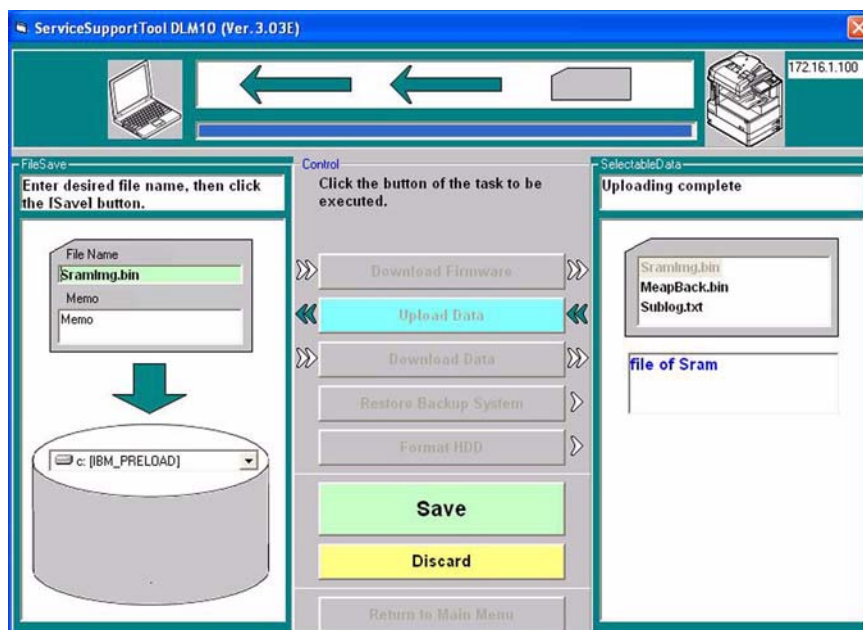 ServiceSupportTool DLM10 (Ver.3.03E)
172.16.1.100
FileSave
Enter desired file name, then click
the [Save] button.
File Name
SramImg.bin
Memo
Memo
c: [IBM_PRELOAD]
Control
Click the button of the task to be
executed.
Download Firmware
Upload Data
Download Data
Restore Backup System
Format HDD
Save
Discard
Return to Main Menu
SelectableData
Uploading complete
SramImg.bin
MeapBack.bin
Sublog.txt
file of Sram